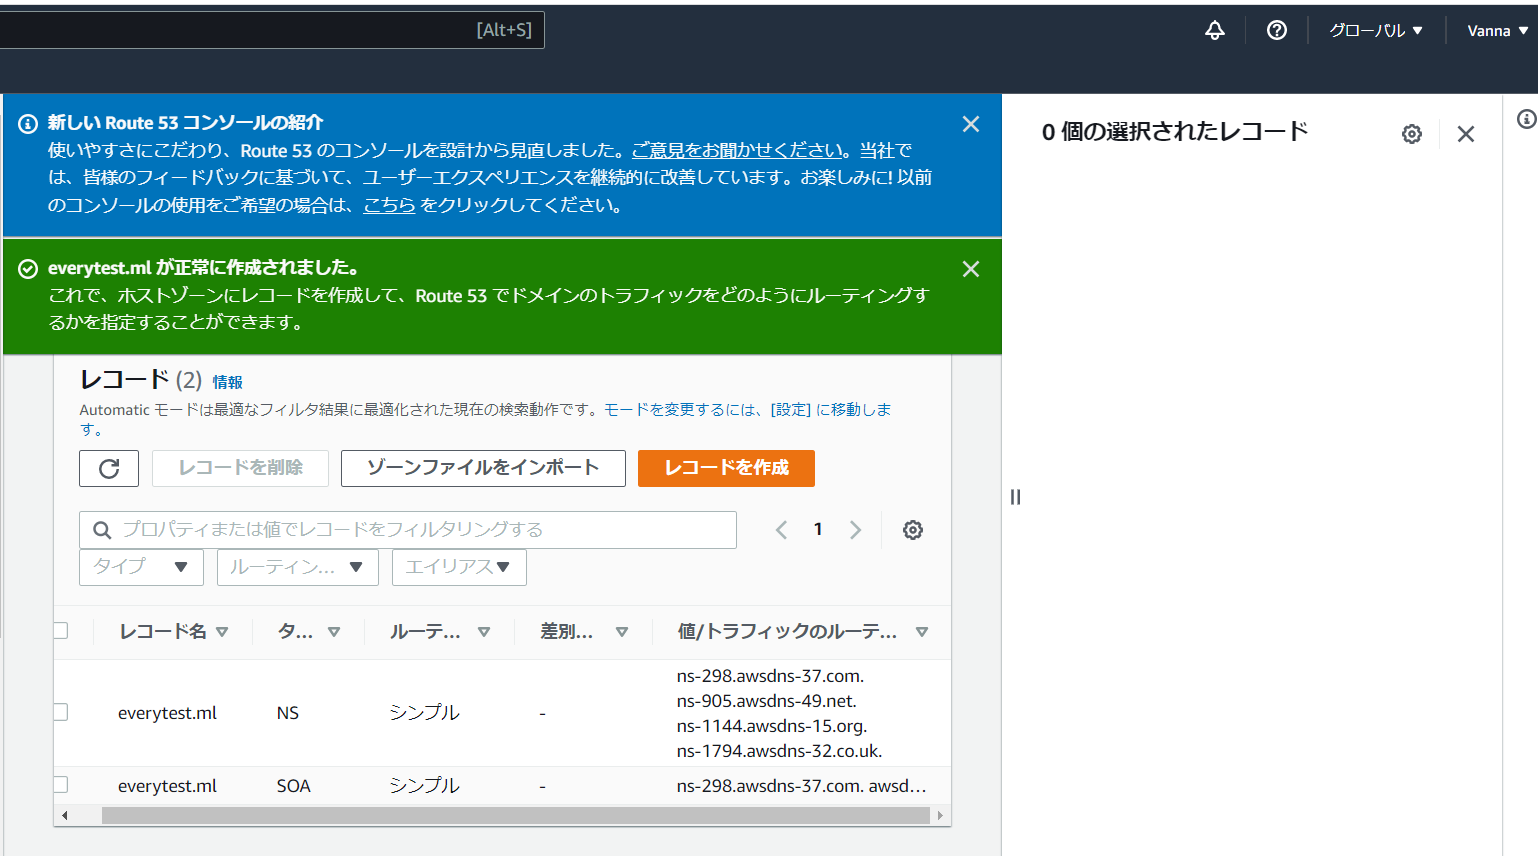 [Alt+S]
グローバル ▼
Vanna ▼
新しい Route 53 コンソールの紹介
使いやすさにこだわり、Route 53 のコンソールを設計から見直しました。ご意見をお聞かせください。当社で
は、皆様のフィードバックに基づいて、ユーザーエクスペリエンスを継続的に改善しています。お楽しみに! 以前
のコンソールの使用をご希望の場合は、こちら をクリックしてください。
everytest.ml が正常に作成されました。
これで、ホストゾーンにレコードを作成して、Route 53 でドメインのトラフィックをどのようにルーティングす
るかを指定することができます。
0 個の選択されたレコード
レコード (2) 情報
Automatic モードは最適なフィルタ結果に最適化された現在の検索動作です。モードを変更するには、[設定] に移動しま
す。
レコードを削除
ゾーンファイルをインポート
レコードを作成
プロパティまたは値でレコードをフィルタリングする
1
タイプ ▼
ルーティン... ▼
エイリアス▼
レコード名 タ... ルーテ... 差別... 値/トラフィックのルーテ...
everytest.ml NS シンプル - ns-298.awsdns-37.com.
ns-905.awsdns-49.net.
ns-1144.awsdns-15.org.
ns-1794.awsdns-32.co.uk.
everytest.ml SOA シンプル - ns-298.awsdns-37.com. awsd...